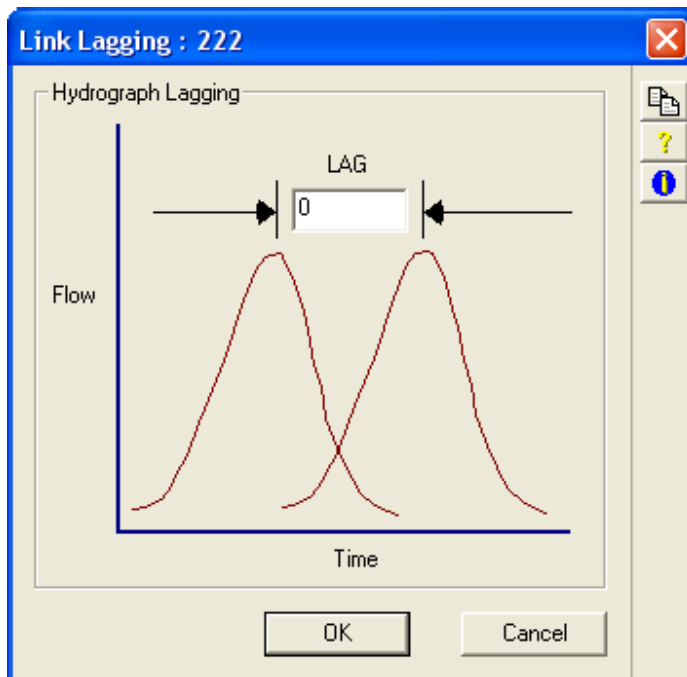 Link Lagging : 222
Hydrograph Lagging
LAG
0
Flow
Time
OK
Cancel
?
i